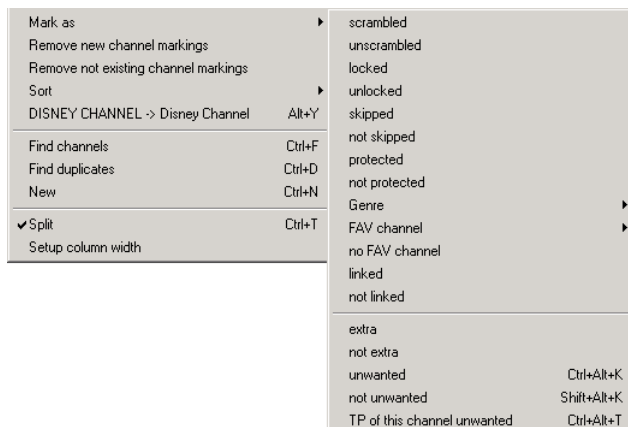 Mark as
Remove new channel markings
Remove not existing channel markings
Sort
DISNEY CHANNEL -> Disney Channel Alt+Y
Find channels Ctrl+F
Find duplicates Ctrl+D
New Ctrl+N
Split Ctrl+T
Setup column width
scrambled
unscrambled
locked
unlocked
skipped
not skipped
protected
not protected
Genre
FAV channel
no FAV channel
linked
not linked
extra
not extra
unwanted Ctrl+Alt+K
not unwanted Shift+Alt+K
TP of this channel unwanted Ctrl+Alt+T